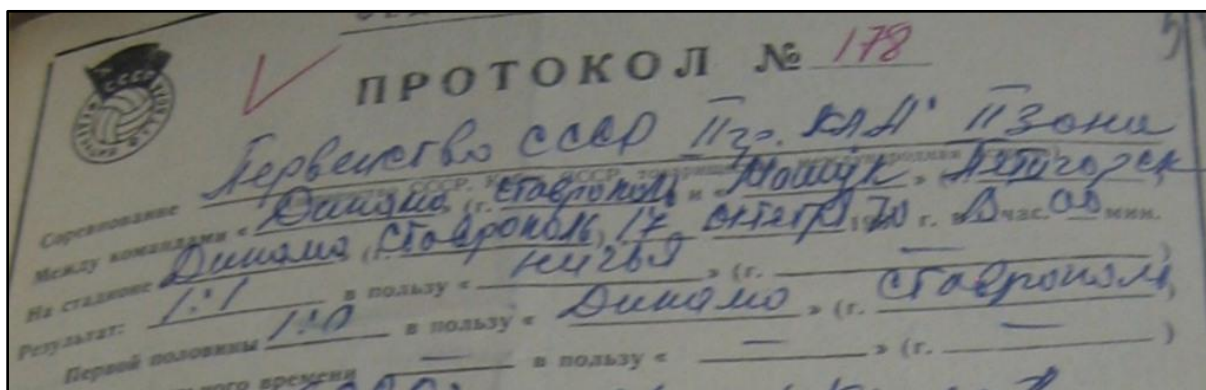 ПРОТОКОЛ № 178
Первенство СССР II гр. кл "А" II зона
Соревнование
Между командами « Динамо » (г. Ставрополь) и « Машук » ( Пятигорск )
На стадионе Динамо (г. Ставрополь) 17 октября 1970 г. в час. 00 мин.
Результат: 1:1 в пользу « ничья » (г. — )
Первой половины 1:0 в пользу « Динамо » (г. Ставрополь)
времени — в пользу « — » (г. — )